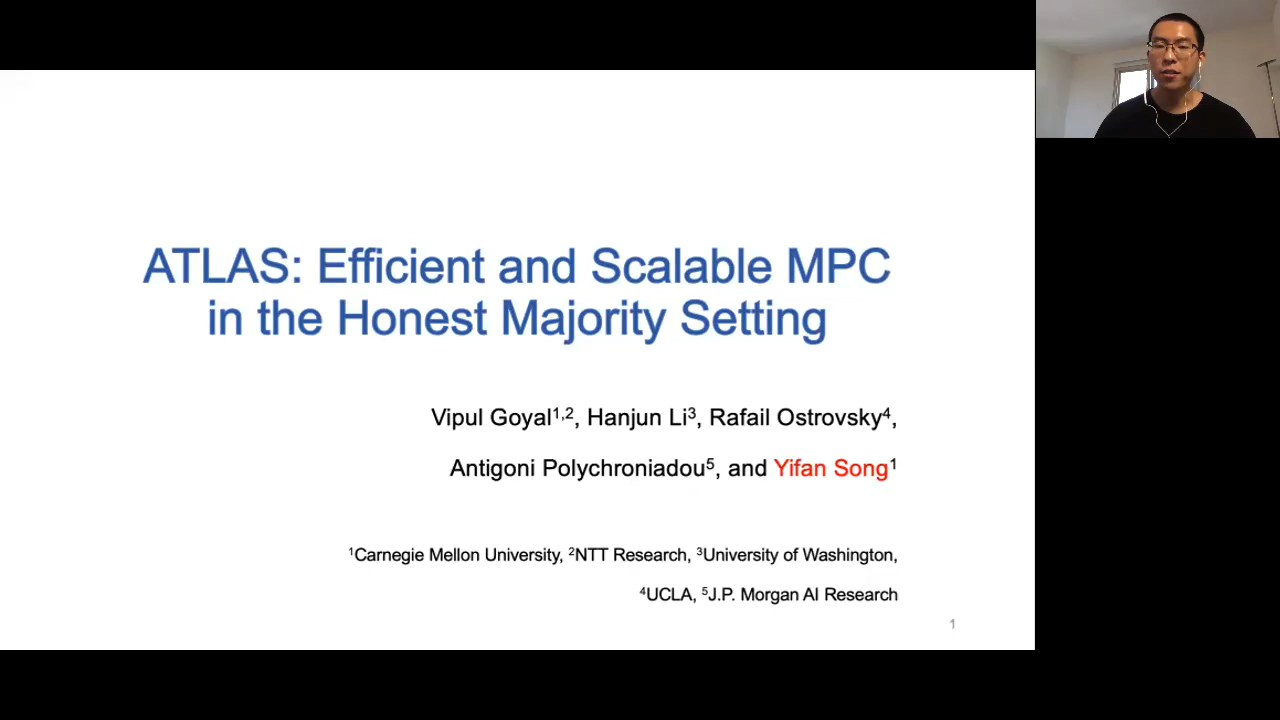 ATLAS: Efficient and Scalable MPC
in the Honest Majority Setting
Vipul Goyal¹,², Hanjun Li³, Rafail Ostrovsky⁴,
Antigoni Polychroniadou⁵, and Yifan Song¹
¹Carnegie Mellon University, ²NTT Research, ³University of Washington,
⁴UCLA, ⁵J.P. Morgan AI Research
1